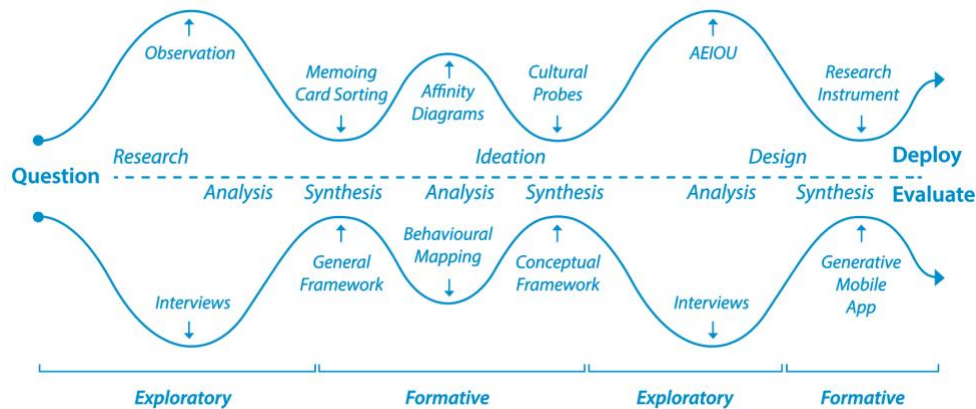 Observation
AEIOU
Memoing
Card Sorting
Affinity
Diagrams
Cultural
Probes
Research
Instrument
Research
Ideation
Design
Deploy
Question
Analysis
Synthesis
Analysis
Synthesis
Analysis
Synthesis
Evaluate
General
Framework
Behavioural
Mapping
Conceptual
Framework
Generative
Mobile
App
Interviews
Interviews
Exploratory
Formative
Exploratory
Formative